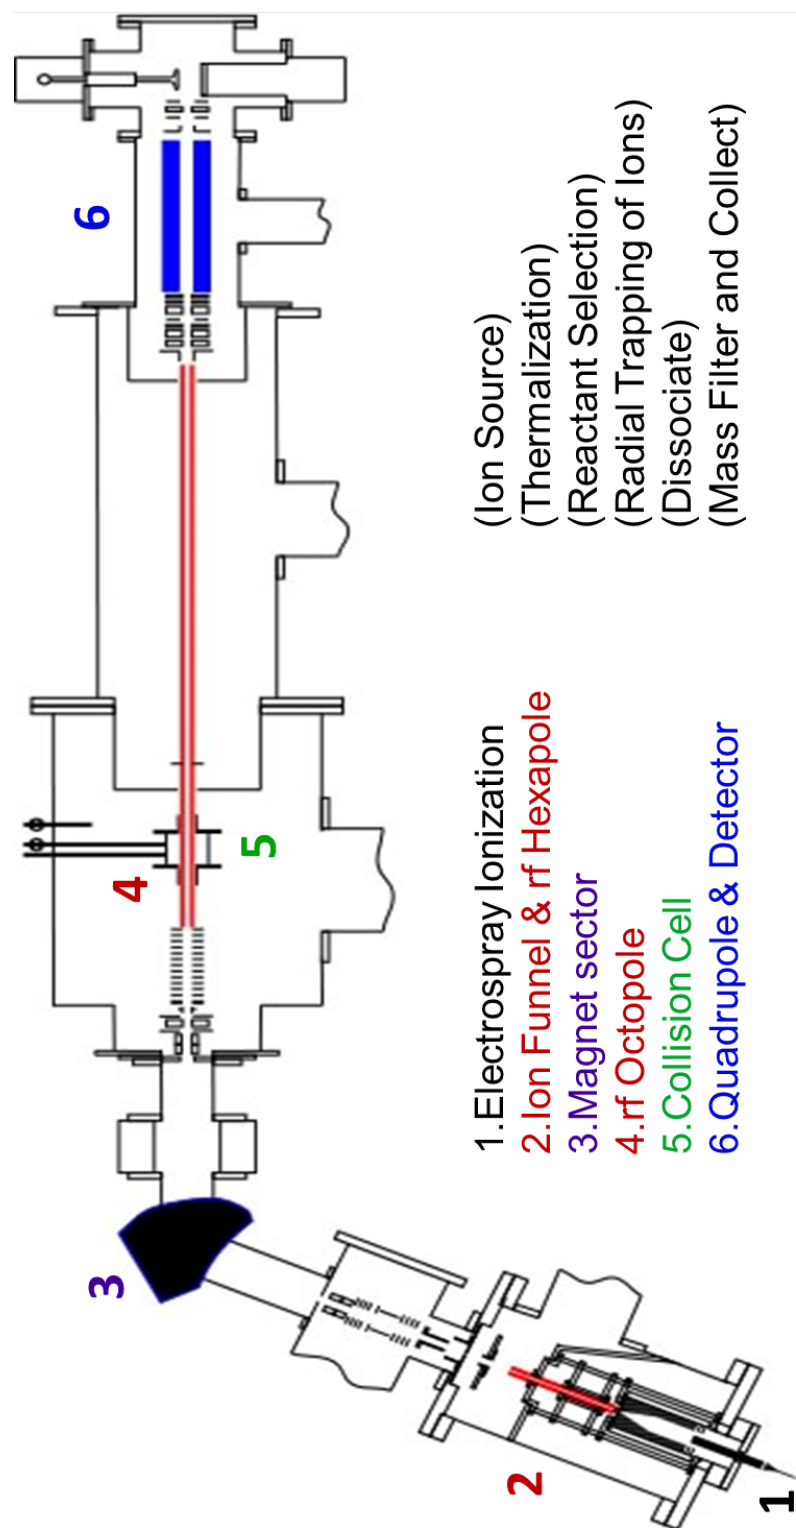 1.Electrospray Ionization (Ion Source)
2.Ion Funnel & rf Hexapole (Thermalization)
3.Magnet sector (Reactant Selection)
4.rf Octopole (Radial Trapping of Ions)
5.Collision Cell (Dissociate)
6.Quadrupole & Detector (Mass Filter and Collect)
1
2
3
4
5
6